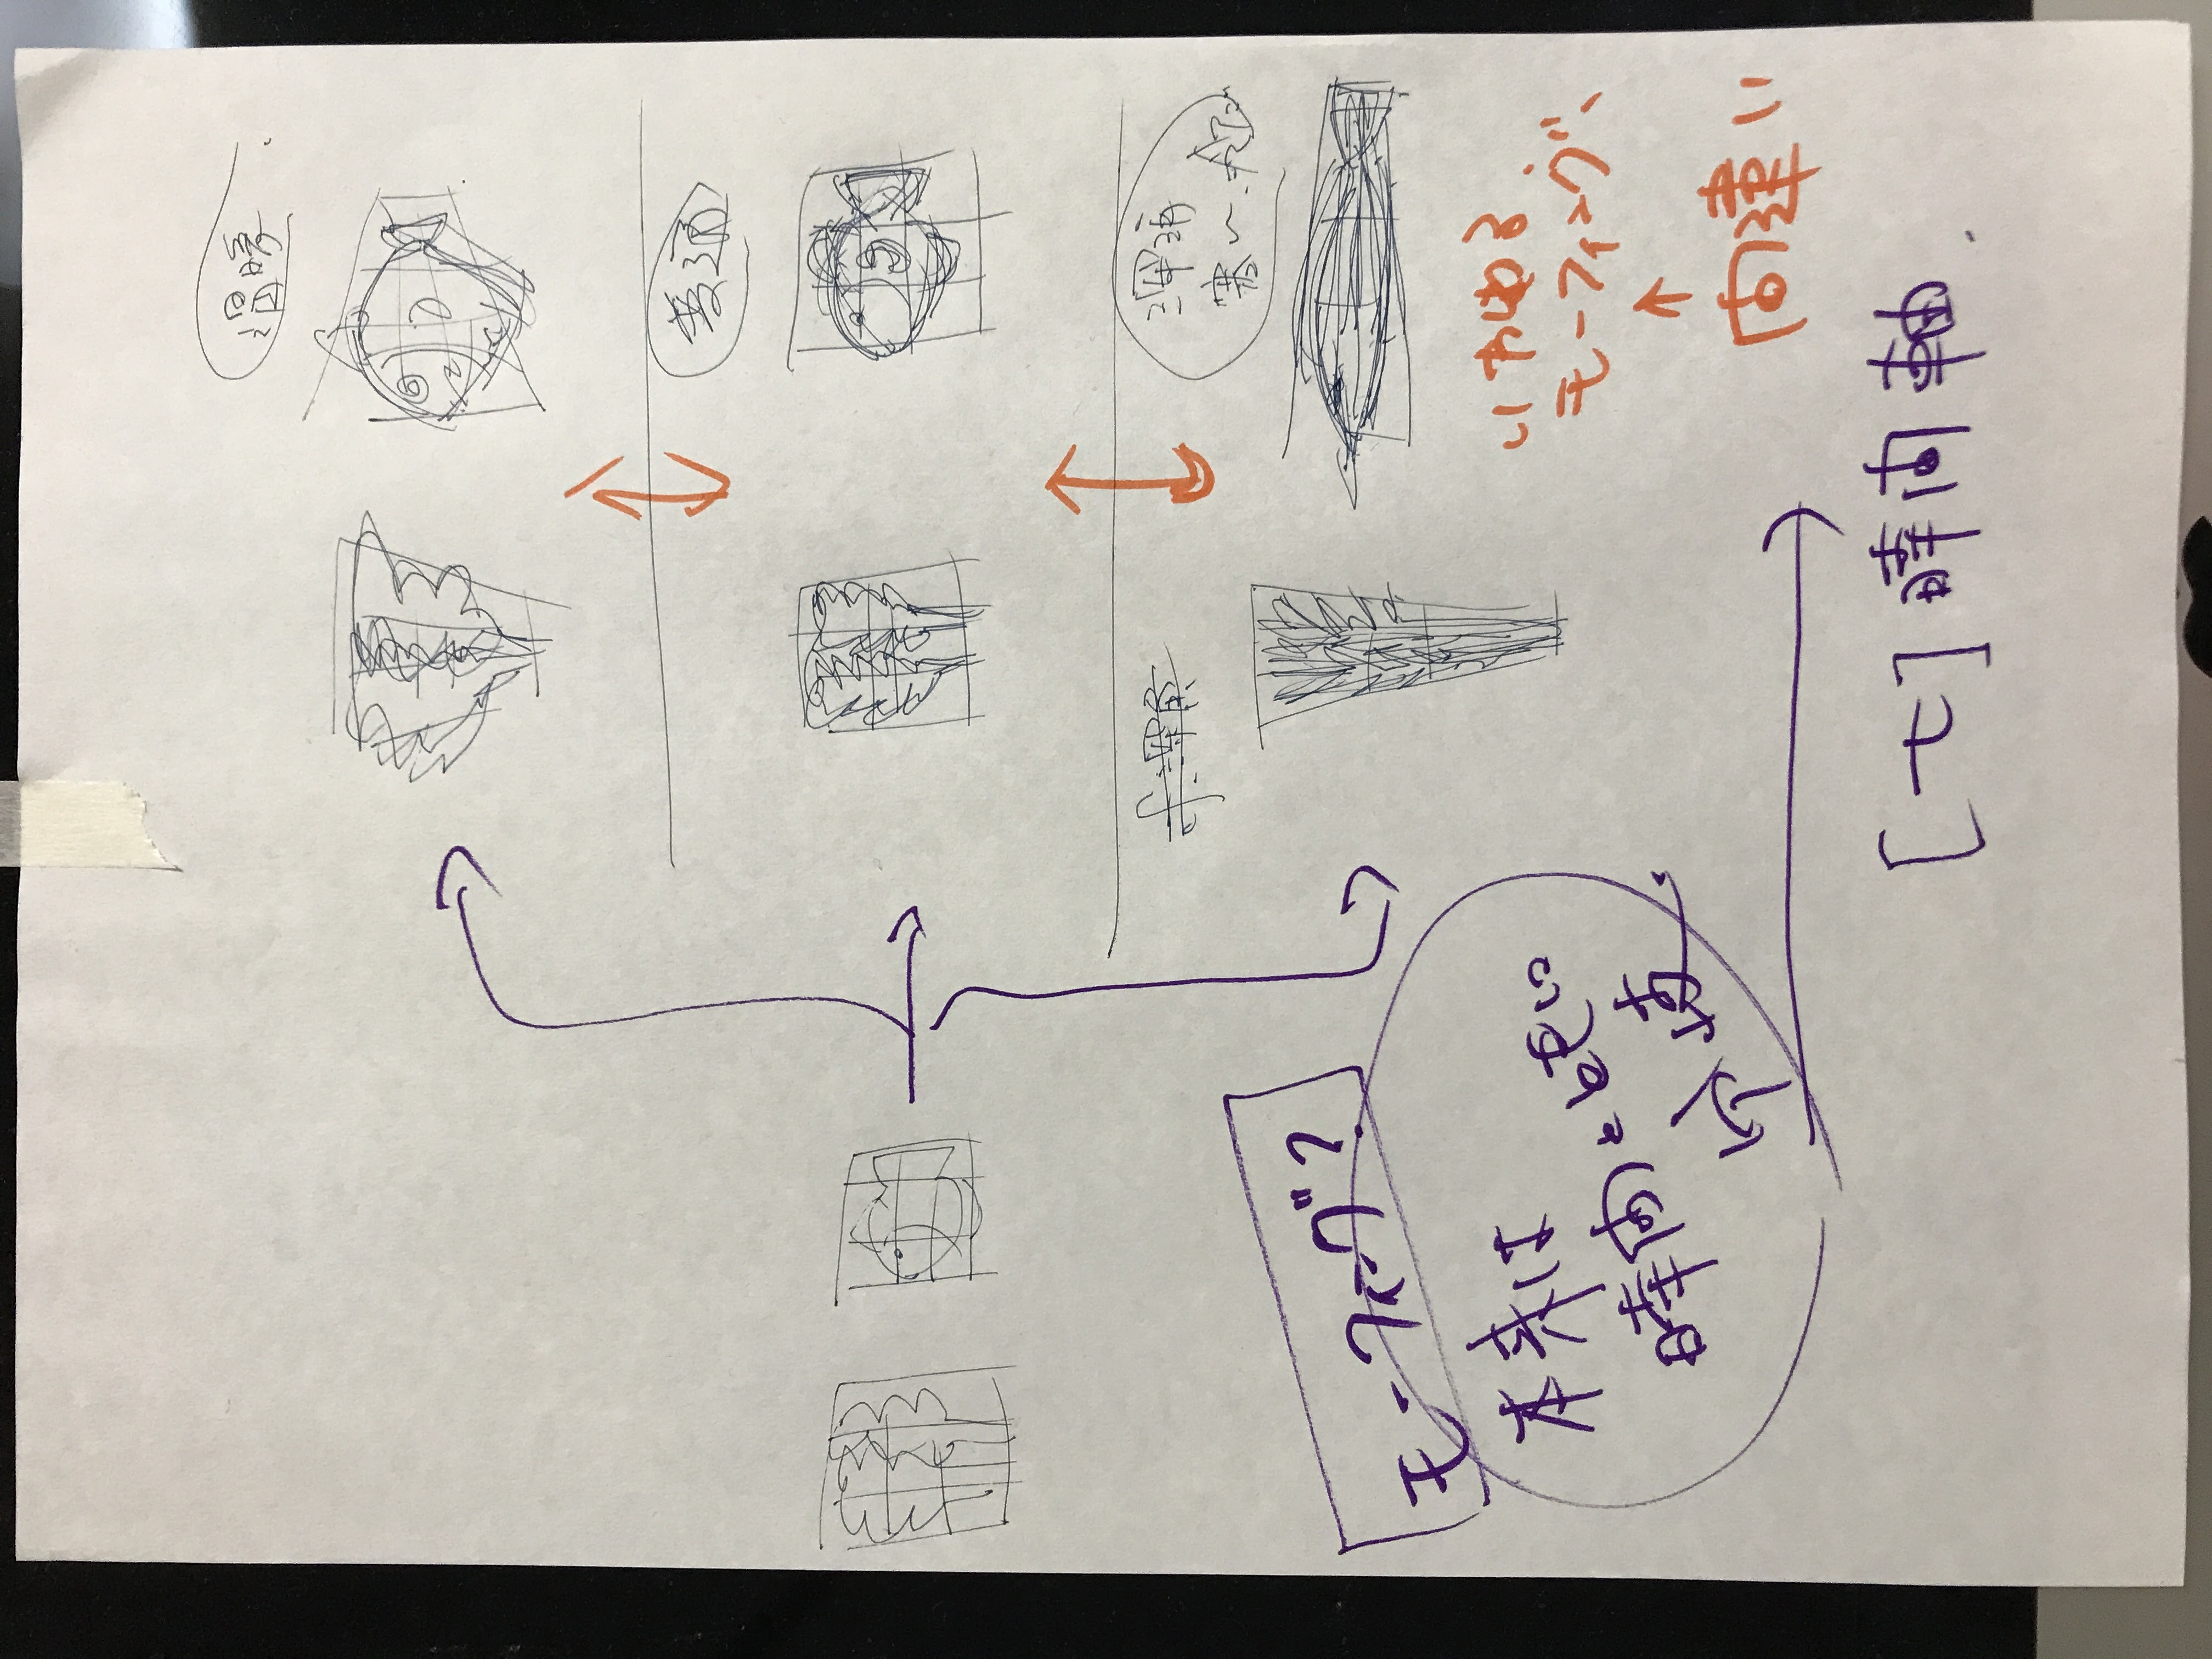 温暖
普通
深海
寒い
モーフィング?
本来は
時間とともに
分岐
いわゆる、
モーフィング、
↑
間違い
[七]時間軸